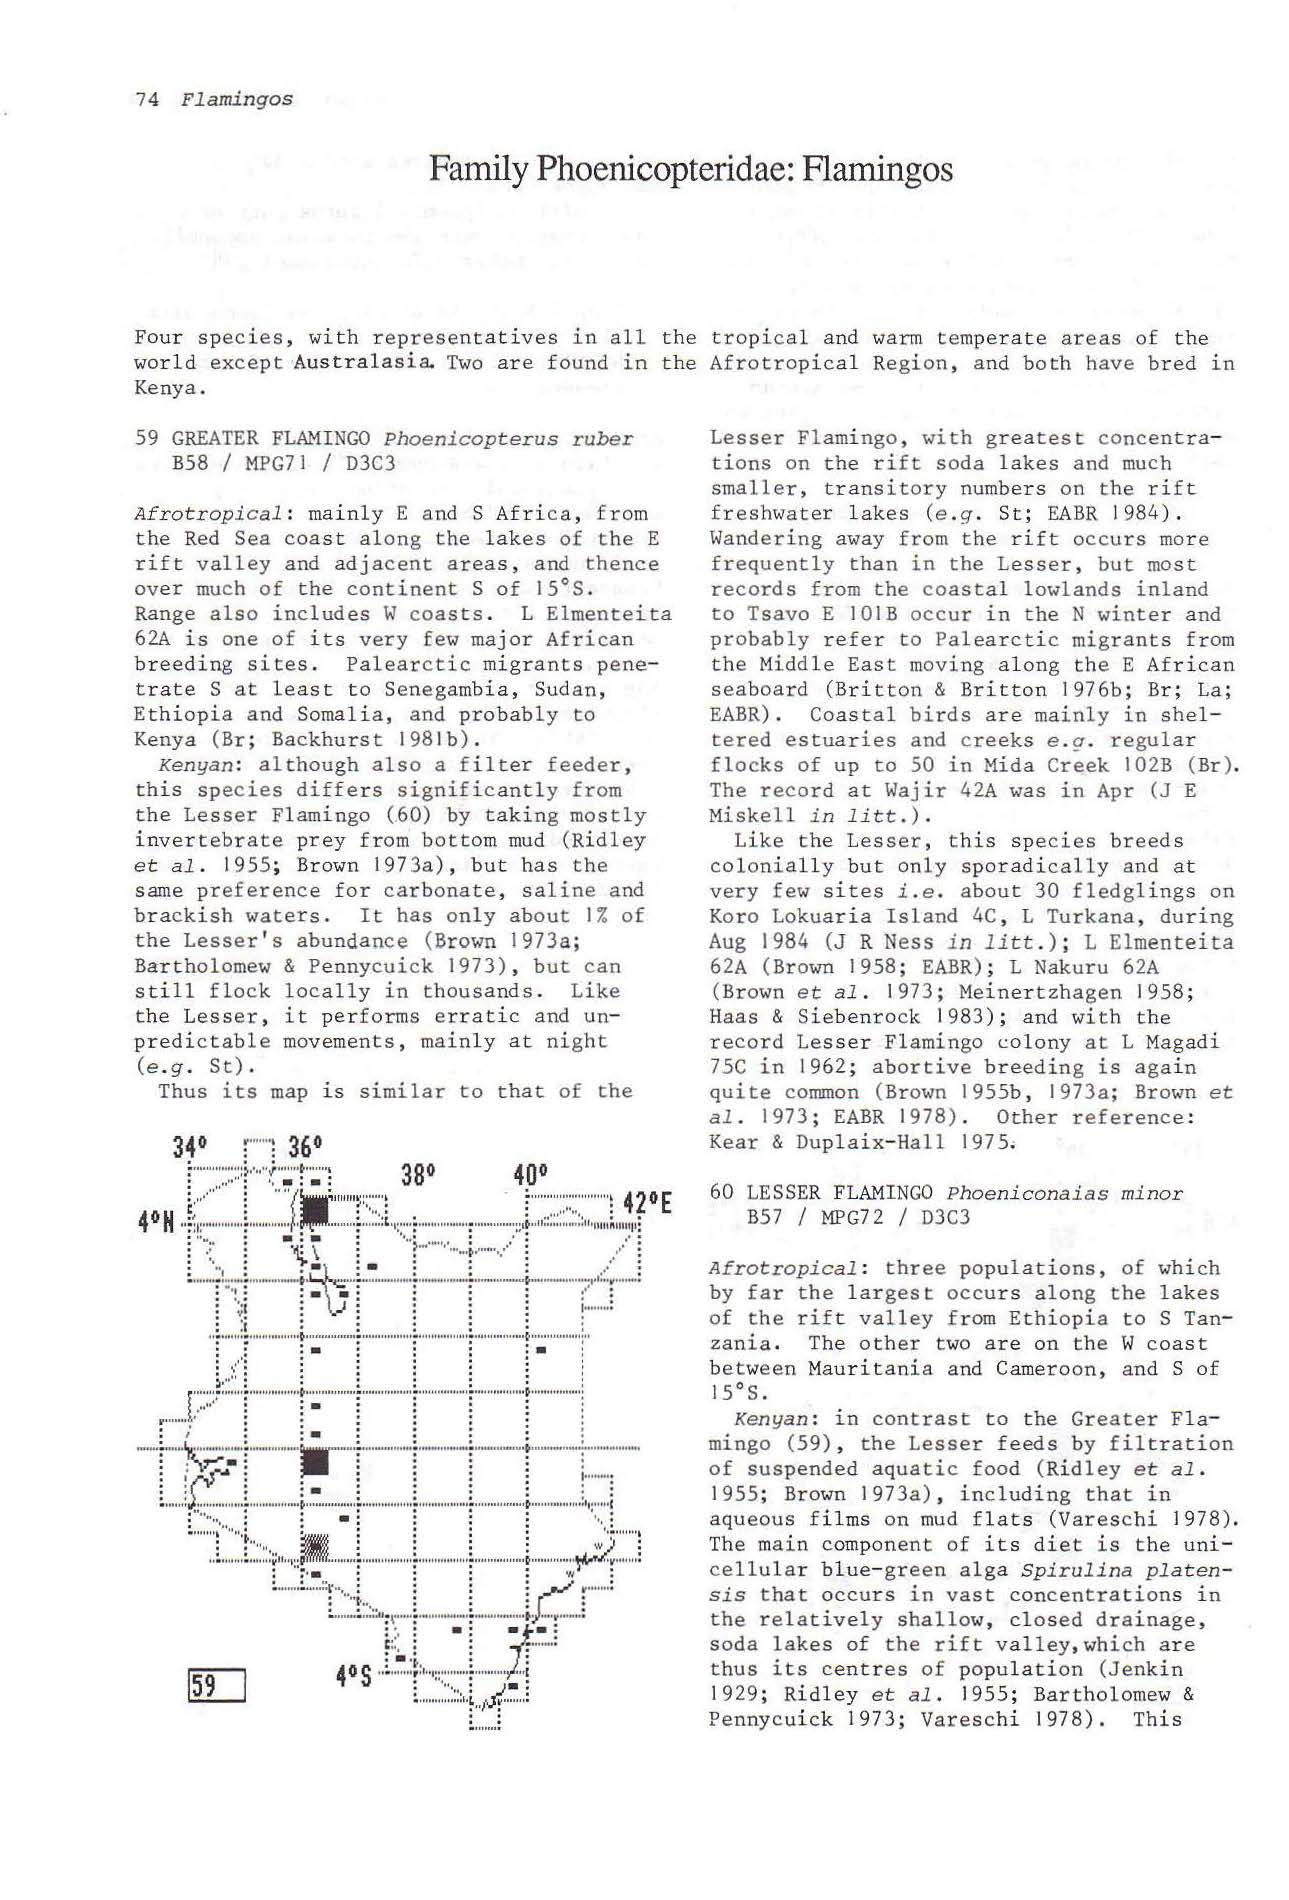 74 Flamingos
Family Phoenicopteridae: Flamingos
Four species, with representatives in all the tropical and warm temperate areas of the
world except Australasia. Two are found in the Afrotropical Region, and both have bred in
Kenya.
59 GREATER FLAMINGO Phoenicopterus ruber
B58 / MPG71 / D3C3
Afrotropical: mainly E and S Africa, from
the Red Sea coast along the lakes of the E
rift valley and adjacent areas, and thence
over much of the continent S of 15°S.
Range also includes W coasts. L Elmenteita
62A is one of its very few major African
breeding sites. Palearctic migrants pene-
trate S at least to Senegambia, Sudan,
Ethiopia and Somalia, and probably to
Kenya (Br; Backhurst 1981b).
Kenyan: although also a filter feeder,
this species differs significantly from
the Lesser Flamingo (60) by taking mostly
invertebrate prey from bottom mud (Ridley
et al. 1955; Brown 1973a), but has the
same preference for carbonate, saline and
brackish waters. It has only about 1% of
the Lesser's abundance (Brown 1973a;
Bartholomew & Pennycuick 1973), but can
still flock locally in thousands. Like
the Lesser, it performs erratic and un-
predictable movements, mainly at night
(e.g. St).
Thus its map is similar to that of the
34° 36°
38° 40°
42°E
4°N
4°S
59
Lesser Flamingo, with greatest concentra-
tions on the rift soda lakes and much
smaller, transitory numbers on the rift
freshwater lakes (e.g. St; EABR 1984).
Wandering away from the rift occurs more
frequently than in the Lesser, but most
records from the coastal lowlands inland
to Tsavo E 101B occur in the N winter and
probably refer to Palearctic migrants from
the Middle East moving along the E African
seaboard (Britton & Britton 1976b; Br; La;
EABR). Coastal birds are mainly in shel-
tered estuaries and creeks e.g. regular
flocks of up to 50 in Mida Creek 102B (Br).
The record at Wajir 42A was in Apr (J E
Miskell in litt.).
Like the Lesser, this species breeds
colonially but only sporadically and at
very few sites i.e. about 30 fledglings on
Koro Lokuaria Island 4C, L Turkana, during
Aug 1984 (J R Ness in litt.); L Elmenteita
62A (Brown 1958; EABR); L Nakuru 62A
(Brown et al. 1973; Meinertzhagen 1958;
Haas & Siebenrock 1983); and with the
record Lesser Flamingo colony at L Magadi
75C in 1962; abortive breeding is again
quite common (Brown 1955b, 1973a; Brown et
al. 1973; EABR 1978). Other reference:
Kear & Duplaix-Hall 1975.
60 LESSER FLAMINGO Phoeniconaias minor
B57 / MPG72 / D3C3
Afrotropical: three populations, of which
by far the largest occurs along the lakes
of the rift valley from Ethiopia to S Tan-
zania. The other two are on the W coast
between Mauritania and Cameroon, and S of
15°S.
Kenyan: in contrast to the Greater Fla-
mingo (59), the Lesser feeds by filtration
of suspended aquatic food (Ridley et al.
1955; Brown 1973a), including that in
aqueous films on mud flats (Vareschi 1978).
The main component of its diet is the uni-
cellular blue-green alga Spirulina platen-
sis that occurs in vast concentrations in
the relatively shallow, closed drainage,
soda lakes of the rift valley, which are
thus its centres of population (Jenkin
1929; Ridley et al. 1955; Bartholomew &
Pennycuick 1973; Vareschi 1978). This